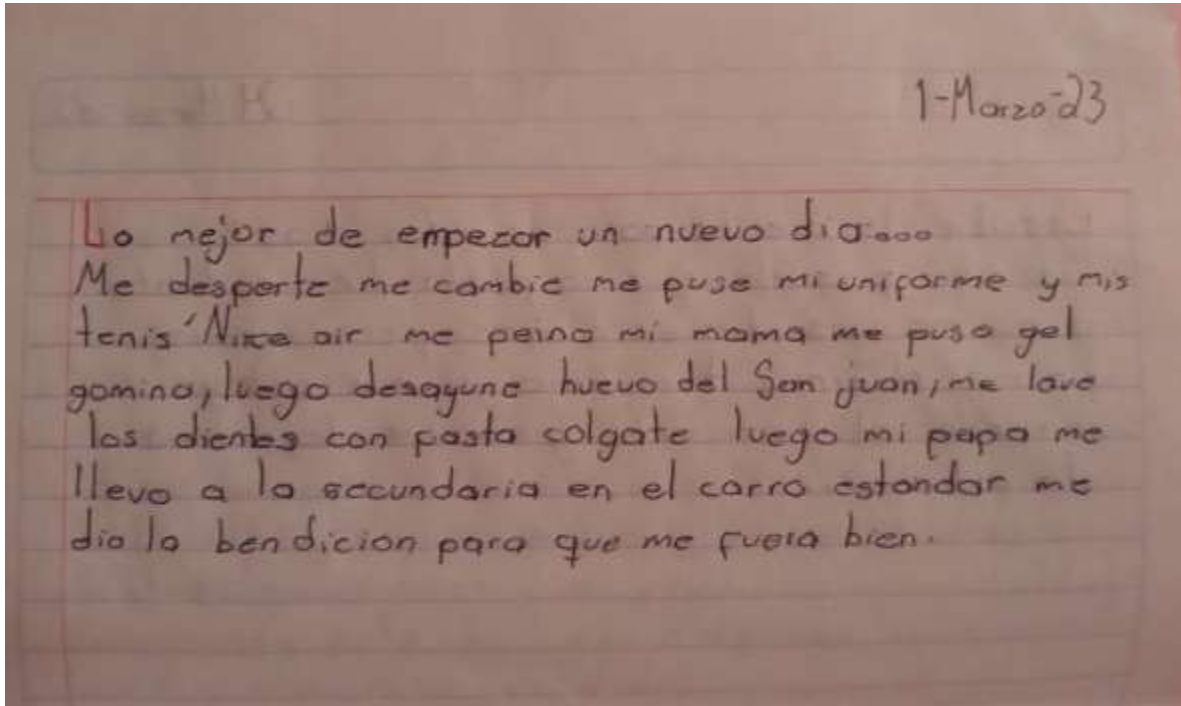 1-Marzo-23
Lo mejor de empezar un nuevo dia....
Me desperte me cambie me puse mi uniforme y mis
tenis 'Nike air me peino mi mama me puso gel
gomina, luego desayune huevo del San juan, me lave
los dientes con pasta colgate luego mi papa me
llevo a la secundaria en el carro estandar me
dio la bendicion para que me fuera bien.